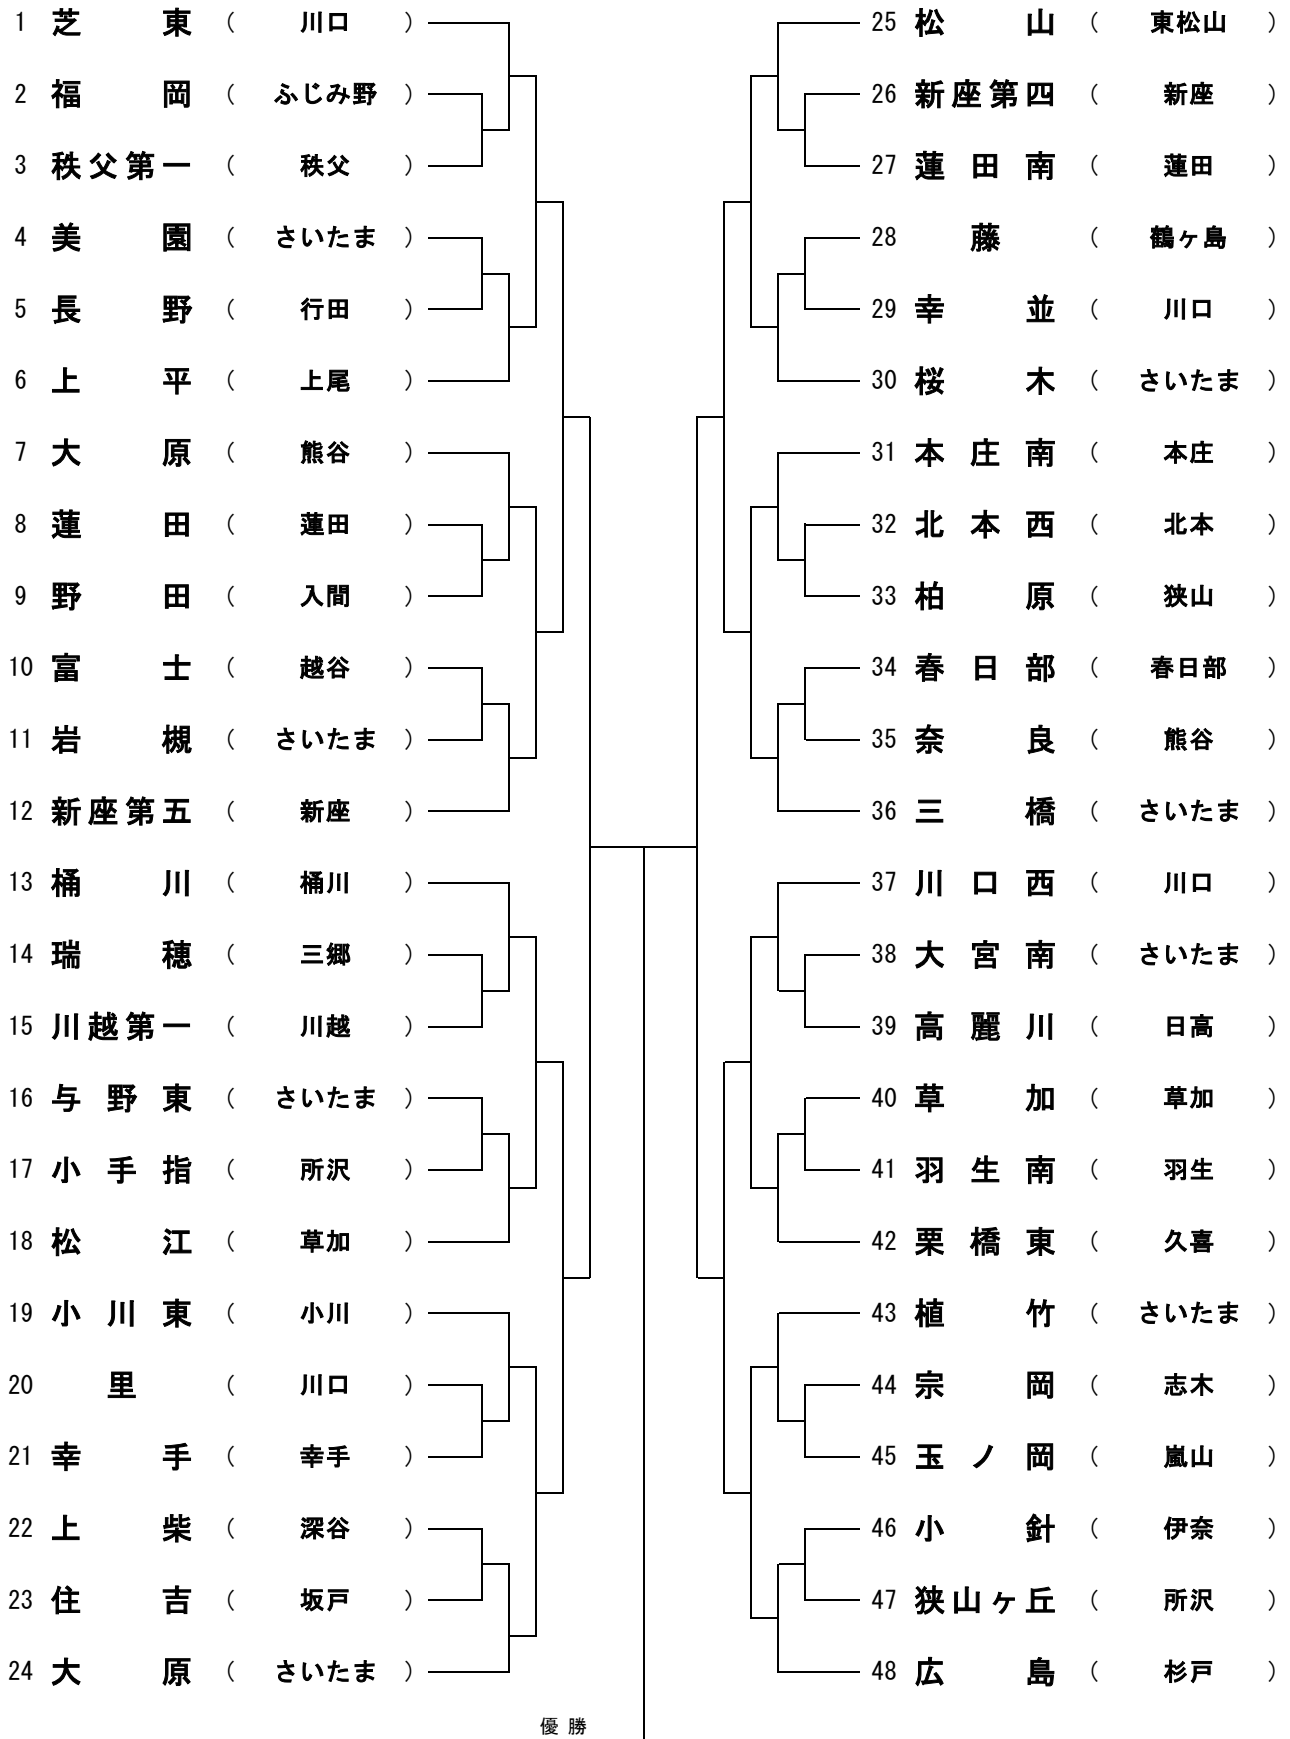 1 芝東 ( 川口 )
2 福岡 ( ふじみ野 )
3 秩父第一 ( 秩父 )
4 美園 ( さいたま )
5 長野 ( 行田 )
6 上平 ( 上尾 )
7 大原 ( 熊谷 )
8 蓮田 ( 蓮田 )
9 野田 ( 入間 )
10 富士 ( 越谷 )
11 岩槻 ( さいたま )
12 新座第五 ( 新座 )
13 桶川 ( 桶川 )
14 瑞穂 ( 三郷 )
15 川越第一 ( 川越 )
16 与野東 ( さいたま )
17 小手指 ( 所沢 )
18 松江 ( 草加 )
19 小川東 ( 小川 )
20 里 ( 川口 )
21 幸手 ( 幸手 )
22 上柴 ( 深谷 )
23 住吉 ( 坂戸 )
24 大原 ( さいたま )
25 松山 ( 東松山 )
26 新座第四 ( 新座 )
27 蓮田南 ( 蓮田 )
28 藤 ( 鶴ヶ島 )
29 幸並 ( 川口 )
30 桜木 ( さいたま )
31 本庄南 ( 本庄 )
32 北本西 ( 北本 )
33 柏原 ( 狭山 )
34 春日部 ( 春日部 )
35 奈良 ( 熊谷 )
36 三橋 ( さいたま )
37 川口西 ( 川口 )
38 大宮南 ( さいたま )
39 高麗川 ( 日高 )
40 草加 ( 草加 )
41 羽生南 ( 羽生 )
42 栗橋東 ( 久喜 )
43 植竹 ( さいたま )
44 宗岡 ( 志木 )
45 玉ノ岡 ( 嵐山 )
46 小針 ( 伊奈 )
47 狭山ヶ丘 ( 所沢 )
48 広島 ( 杉戸 )
優勝